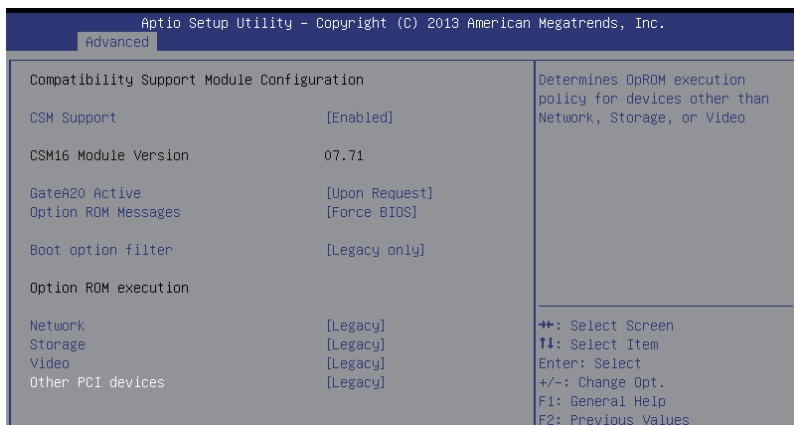 Aptio Setup Utility – Copyright (C) 2013 American Megatrends, Inc.
Advanced
Compatibility Support Module Configuration
CSM Support [Enabled]
CSM16 Module Version 07.71
GateA20 Active [Upon Request]
Option ROM Messages [Force BIOS]
Boot option filter [Legacy only]
Option ROM execution
Network [Legacy]
Storage [Legacy]
Video [Legacy]
Other PCI devices [Legacy]
Determines OpROM execution
policy for devices other than
Network, Storage, or Video
→←: Select Screen
↑↓: Select Item
Enter: Select
+/-: Change Opt.
F1: General Help
F2: Previous Values